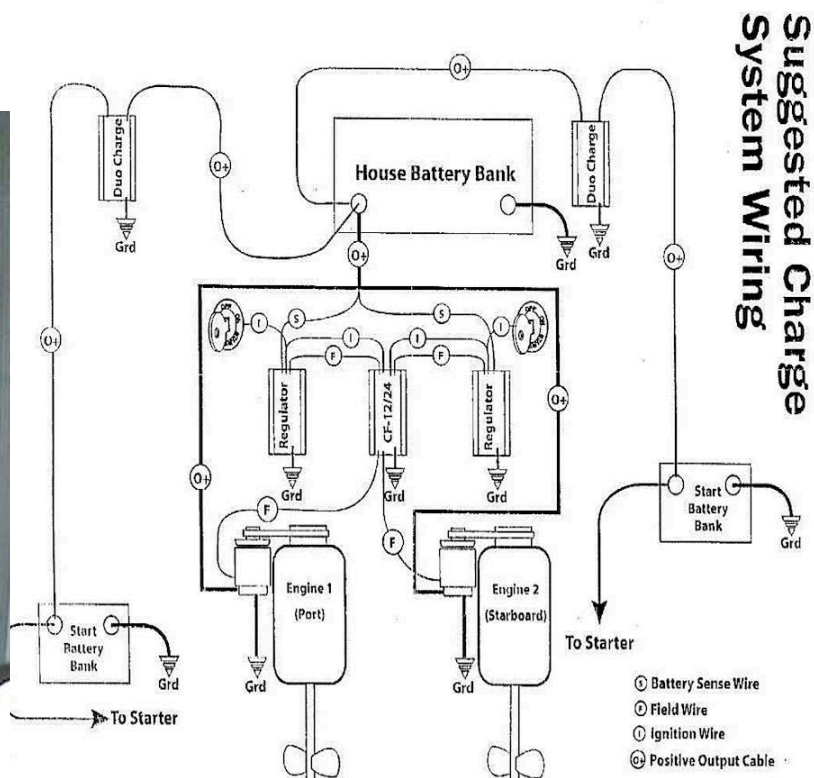 Suggested Charge
System Wiring
O+
O+
O+
O+
O+
O+
O+
O+
Duo Charge
Grd
House Battery Bank
Grd
Duo Charge
Grd
OFF
I
S
S
I
OFF
I
F
I
F
Regulator
Grd
CF-12/24
Grd
Regulator
Grd
F
F
Engine 1
(Port)
Grd
Engine 2
(Starboard)
Grd
Start
Battery
Bank
Grd
To Starter
Start
Battery
Bank
Grd
To Starter
S Battery Sense Wire
F Field Wire
I Ignition Wire
O+ Positive Output Cable